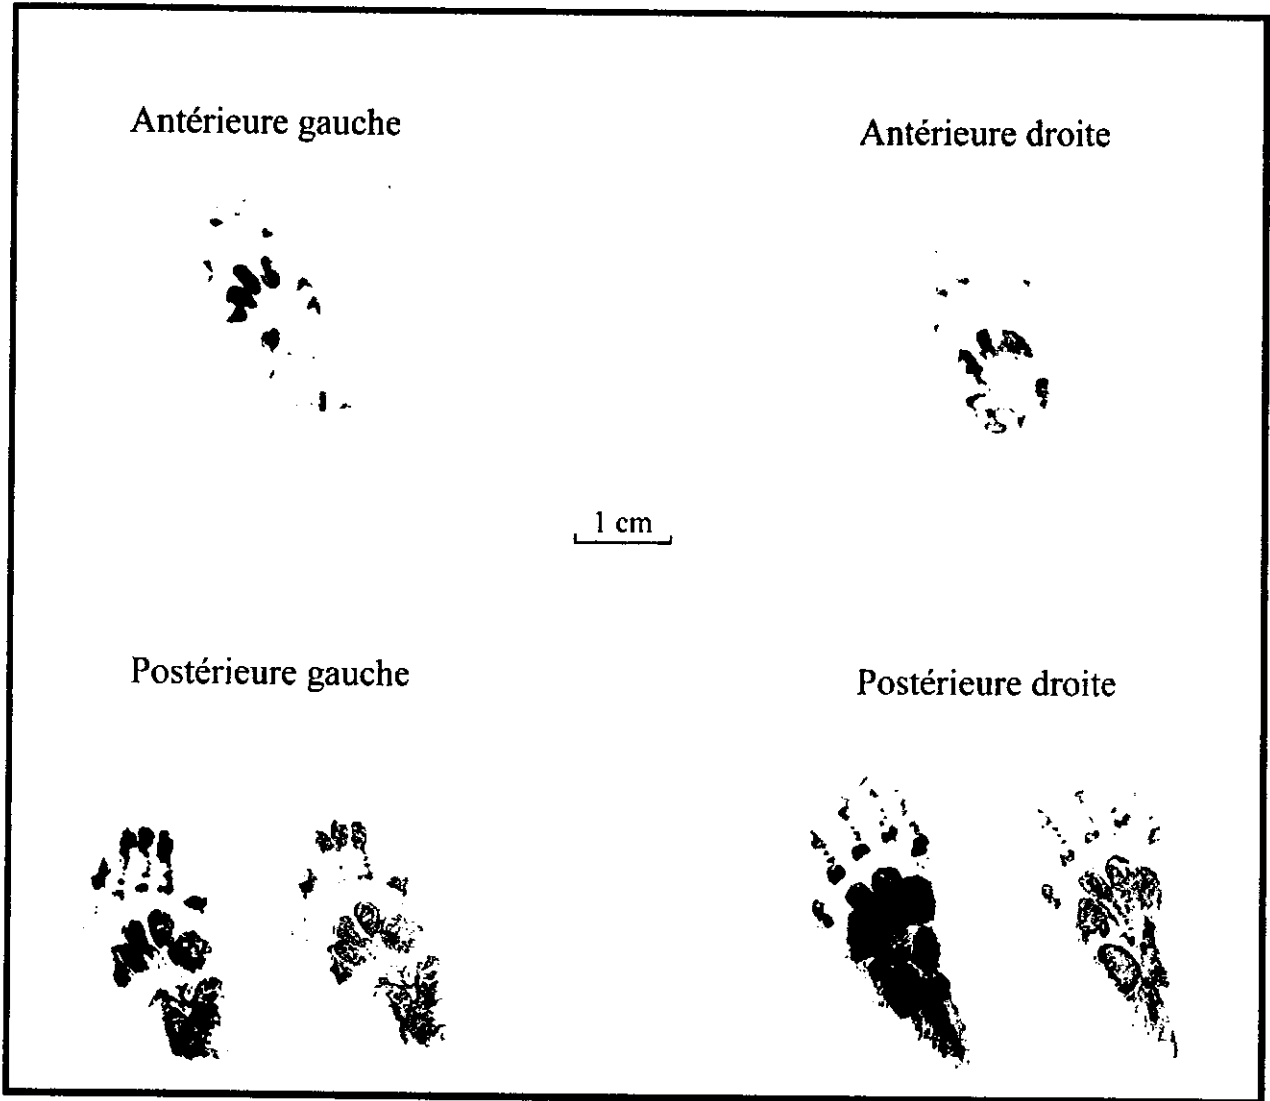 Antérieure gauche
Antérieure droite
1 cm
Postérieure gauche
Postérieure droite